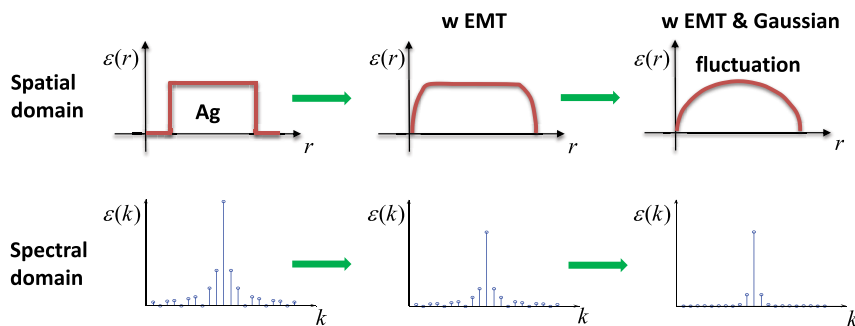 w EMT
w EMT & Gaussian
Spatial
domain
ε(r)
Ag
r
ε(r)
r
ε(r)
fluctuation
r
Spectral
domain
ε(k)
k
ε(k)
k
ε(k)
k